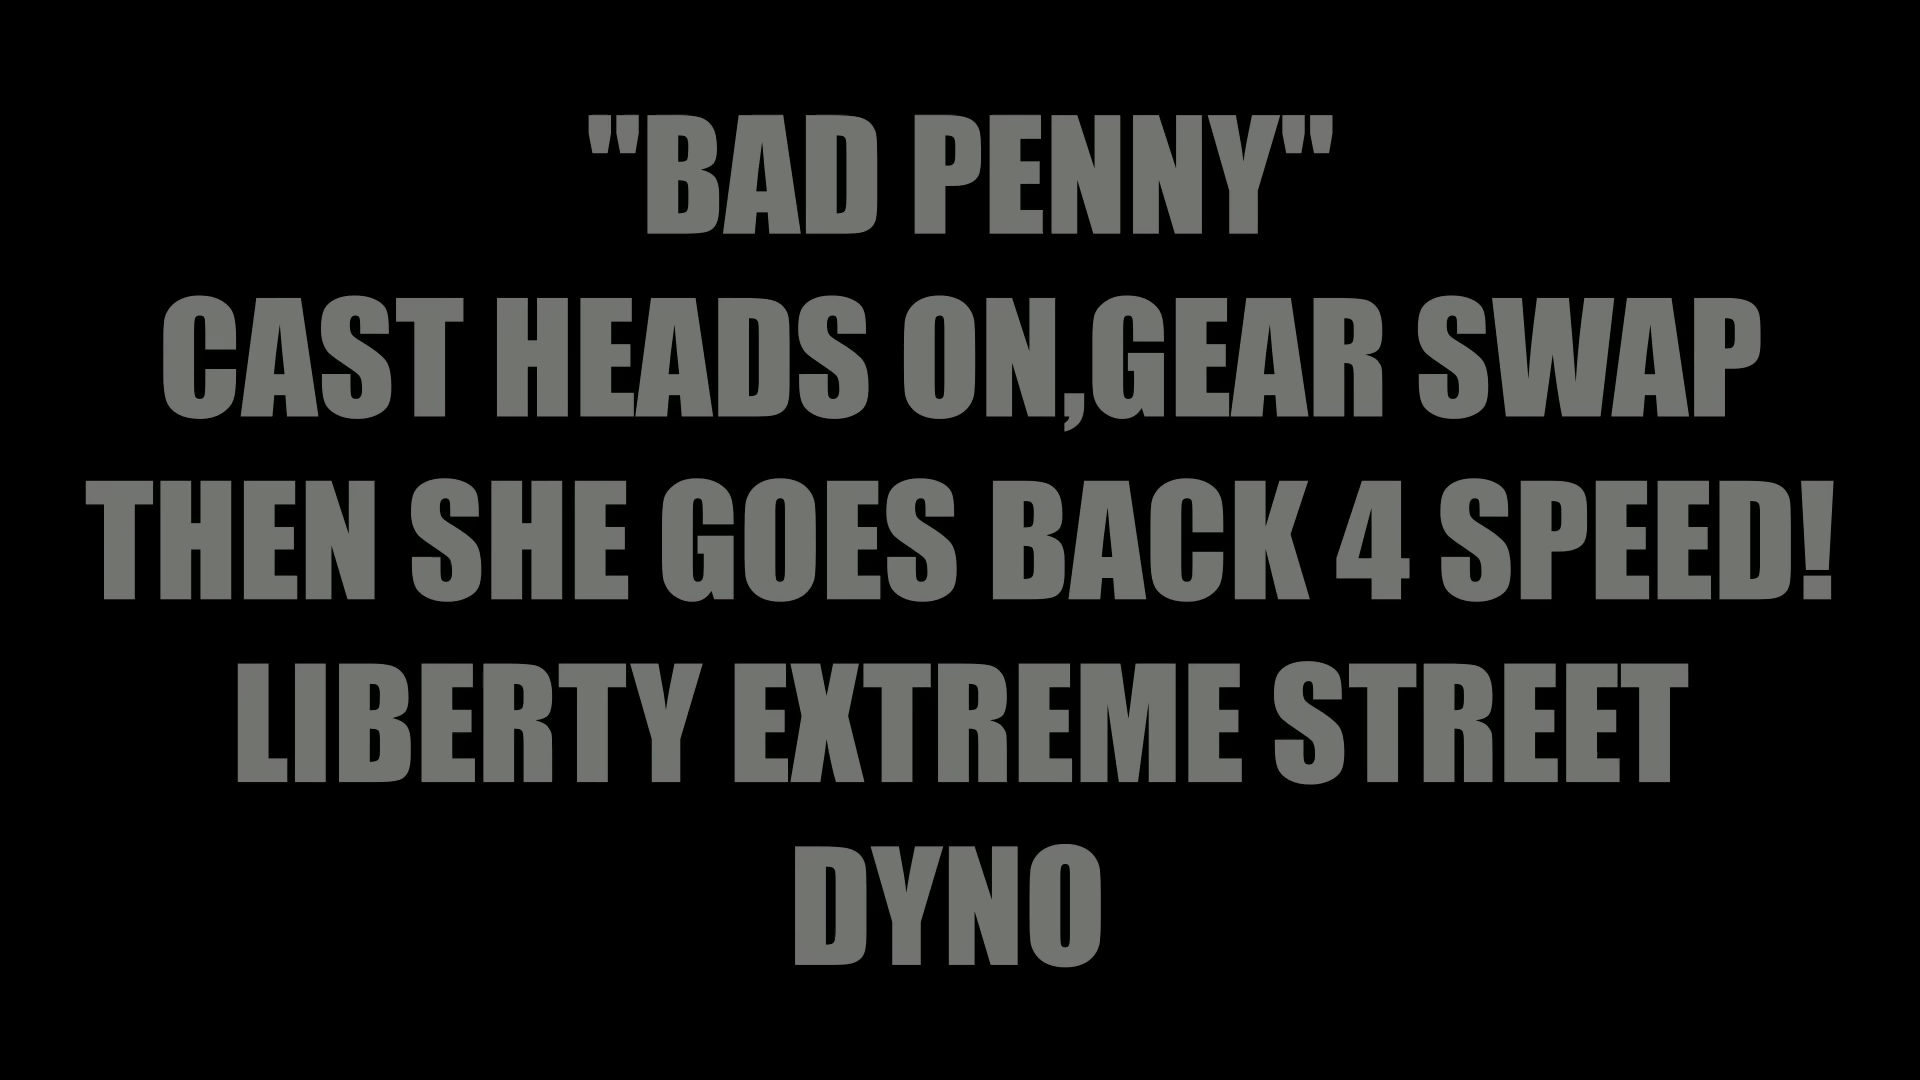 "BAD PENNY"
CAST HEADS ON,GEAR SWAP
THEN SHE GOES BACK 4 SPEED!
LIBERTY EXTREME STREET
DYNO